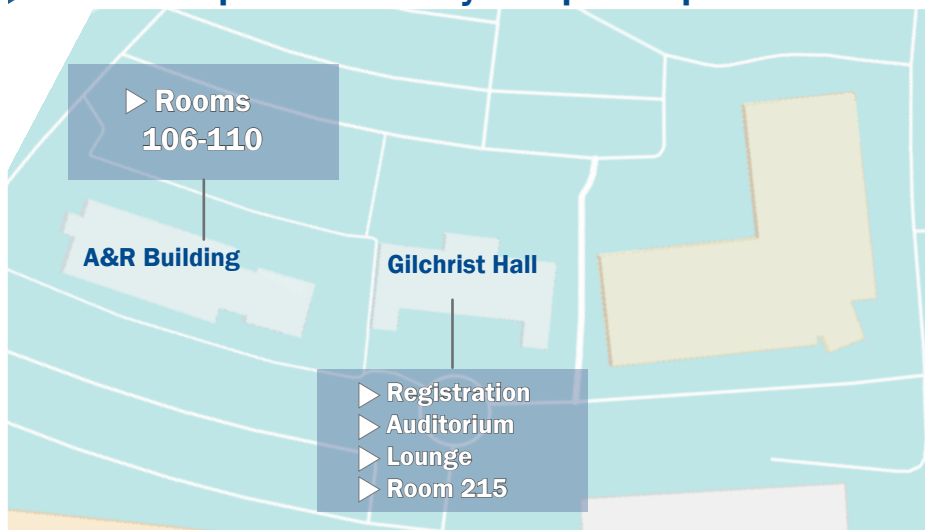 ▶ Rooms
106-110
A&R Building
Gilchrist Hall
▶ Registration
▶ Auditorium
▶ Lounge
▶ Room 215